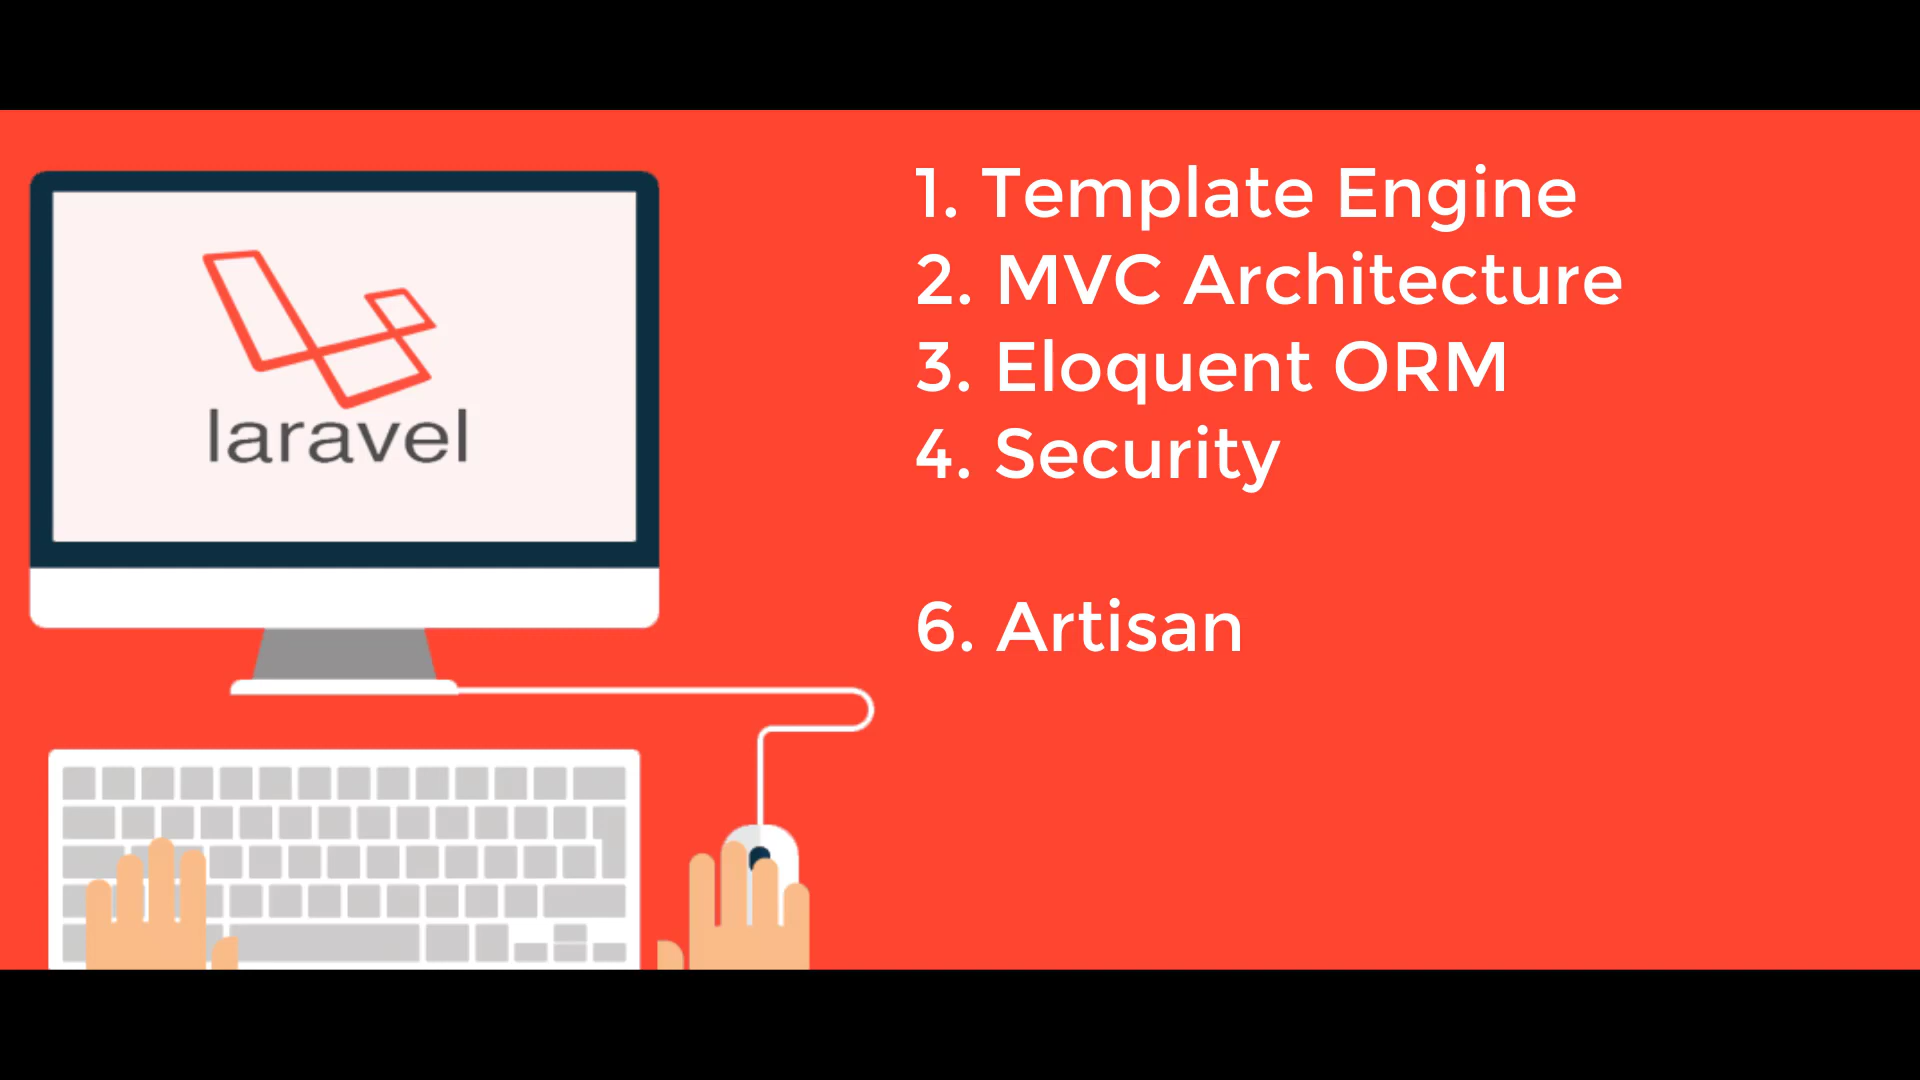 laravel
1. Template Engine
2. MVC Architecture
3. Eloquent ORM
4. Security
6. Artisan